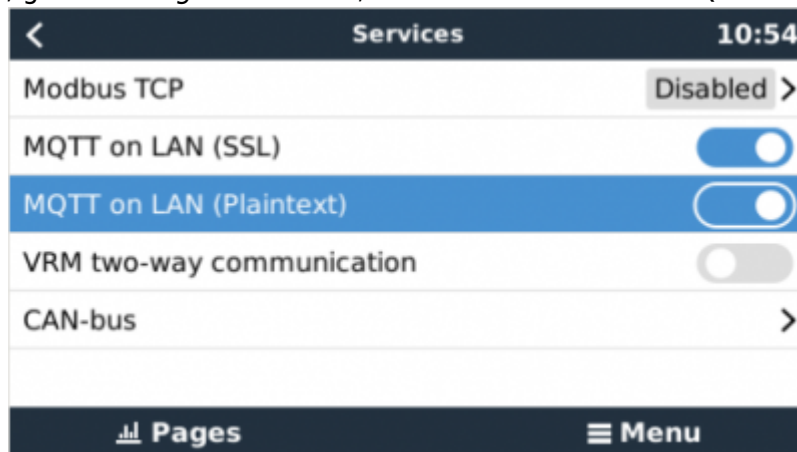 Services 10:54
Modbus TCP Disabled
MQTT on LAN (SSL)
MQTT on LAN (Plaintext)
VRM two-way communication
CAN-bus
Pages Menu